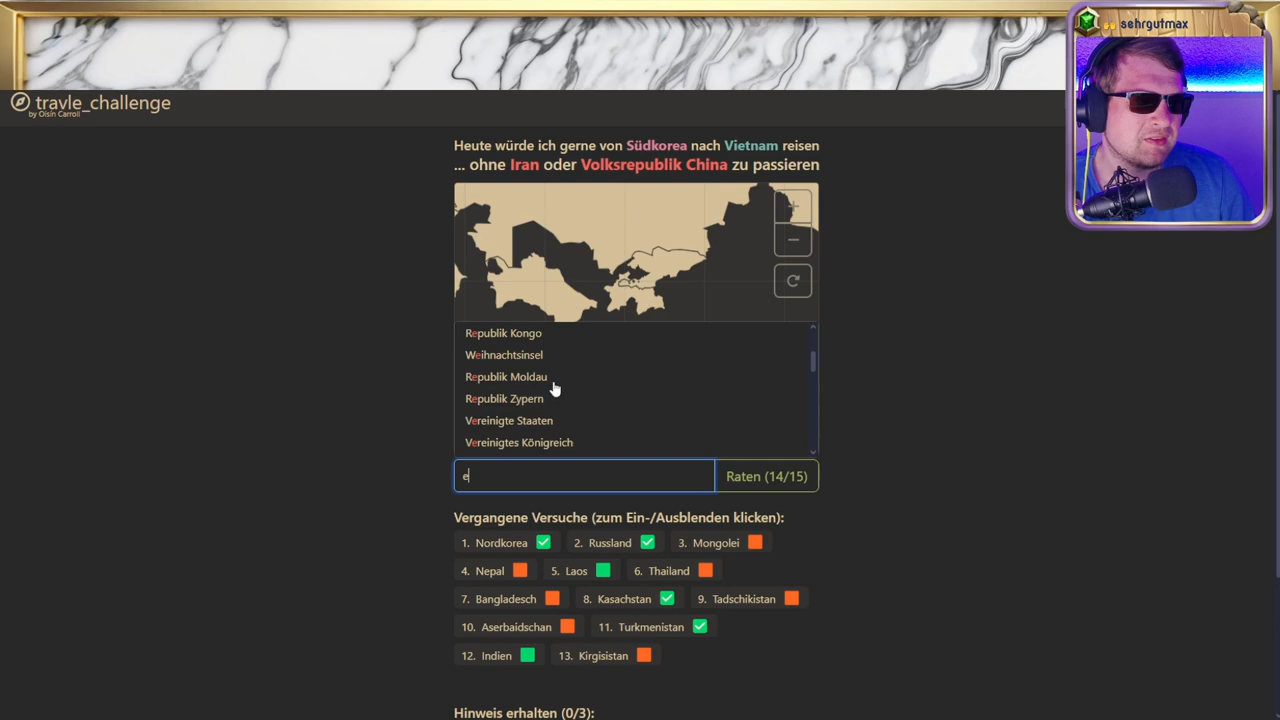 sehrgutmax
travle_challenge
by Oisín Carroll
Heute würde ich gerne von Südkorea nach Vietnam reisen
... ohne Iran oder Volksrepublik China zu passieren
+
−
Republik Kongo
Weihnachtsinsel
Republik Moldau
Republik Zypern
Vereinigte Staaten
Vereinigtes Königreich
e
Raten (14/15)
Vergangene Versuche (zum Ein-/Ausblenden klicken):
1. Nordkorea 2. Russland 3. Mongolei
4. Nepal 5. Laos 6. Thailand
7. Bangladesch 8. Kasachstan 9. Tadschikistan
10. Aserbaidschan 11. Turkmenistan
12. Indien 13. Kirgisistan
Hinweis erhalten (0/3):